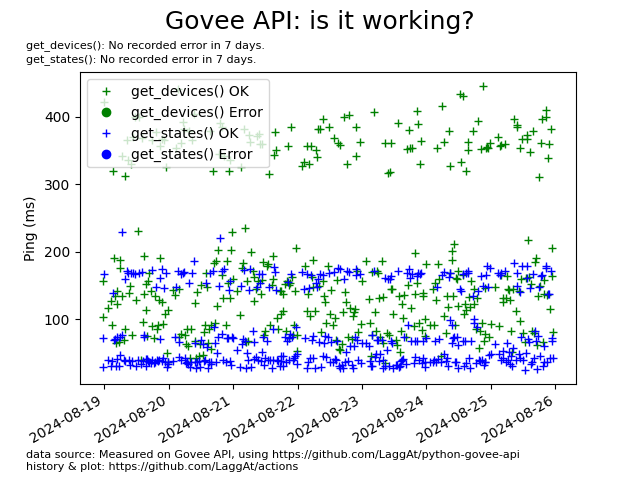 Govee API: is it working?
get_devices(): No recorded error in 7 days.
get_states(): No recorded error in 7 days.
get_devices() OK
get_devices() Error
get_states() OK
get_states() Error
Ping (ms)
400
300
200
100
2024-08-19
2024-08-20
2024-08-21
2024-08-22
2024-08-23
2024-08-24
2024-08-25
2024-08-26
data source: Measured on Govee API, using https://github.com/LaggAt/python-govee-api
history & plot: https://github.com/LaggAt/actions